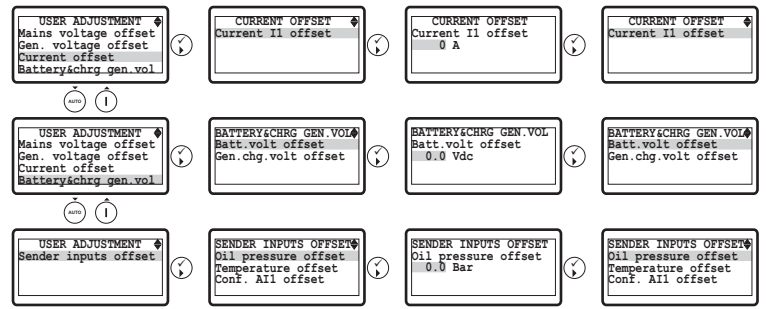 USER ADJUSTMENT
Mains voltage offset
Gen. voltage offset
Current offset
Battery&chrg gen.vol
CURRENT OFFSET
Current I1 offset
CURRENT OFFSET
Current I1 offset
0 A
CURRENT OFFSET
Current I1 offset
AUTO I
USER ADJUSTMENT
Mains voltage offset
Gen. voltage offset
Current offset
Battery&chrg gen.vol
BATTERY&CHRG GEN.VOL
Batt.volt offset
Gen.chg.volt offset
BATTERY&CHRG GEN.VOL
Batt.volt offset
0.0 Vdc
BATTERY&CHRG GEN.VOL
Batt.volt offset
Gen.chg.volt offset
AUTO I
USER ADJUSTMENT
Sender inputs offset
SENDER INPUTS OFFSET
Oil pressure offset
Temperature offset
Conf. AI1 offset
SENDER INPUTS OFFSET
Oil pressure offset
0.0 Bar
SENDER INPUTS OFFSET
Oil pressure offset
Temperature offset
Conf. AI1 offset